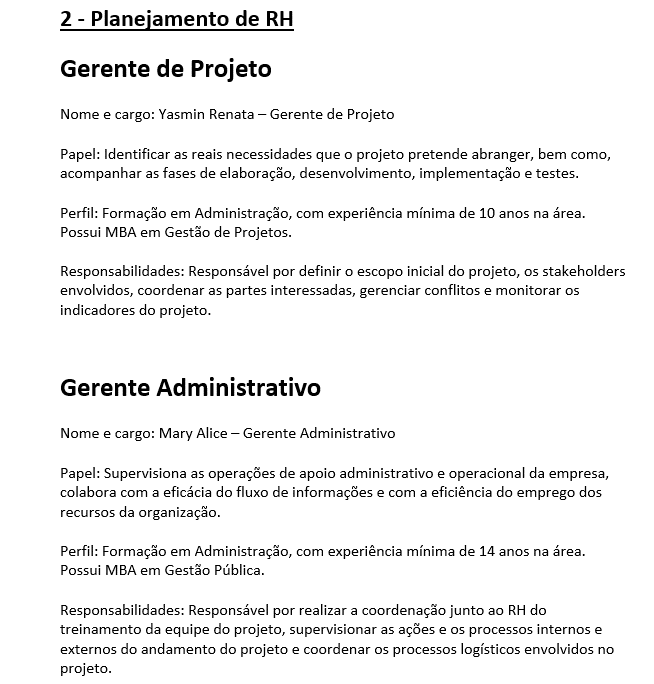 2 - Planejamento de RH
Gerente de Projeto
Nome e cargo: Yasmin Renata – Gerente de Projeto
Papel: Identificar as reais necessidades que o projeto pretende abranger, bem como,
acompanhar as fases de elaboração, desenvolvimento, implementação e testes.
Perfil: Formação em Administração, com experiência mínima de 10 anos na área.
Possui MBA em Gestão de Projetos.
Responsabilidades: Responsável por definir o escopo inicial do projeto, os stakeholders
envolvidos, coordenar as partes interessadas, gerenciar conflitos e monitorar os
indicadores do projeto.
Gerente Administrativo
Nome e cargo: Mary Alice – Gerente Administrativo
Papel: Supervisiona as operações de apoio administrativo e operacional da empresa,
colabora com a eficácia do fluxo de informações e com a eficiência do emprego dos
recursos da organização.
Perfil: Formação em Administração, com experiência mínima de 14 anos na área.
Possui MBA em Gestão Pública.
Responsabilidades: Responsável por realizar a coordenação junto ao RH do
treinamento da equipe do projeto, supervisionar as ações e os processos internos e
externos do andamento do projeto e coordenar os processos logísticos envolvidos no
projeto.